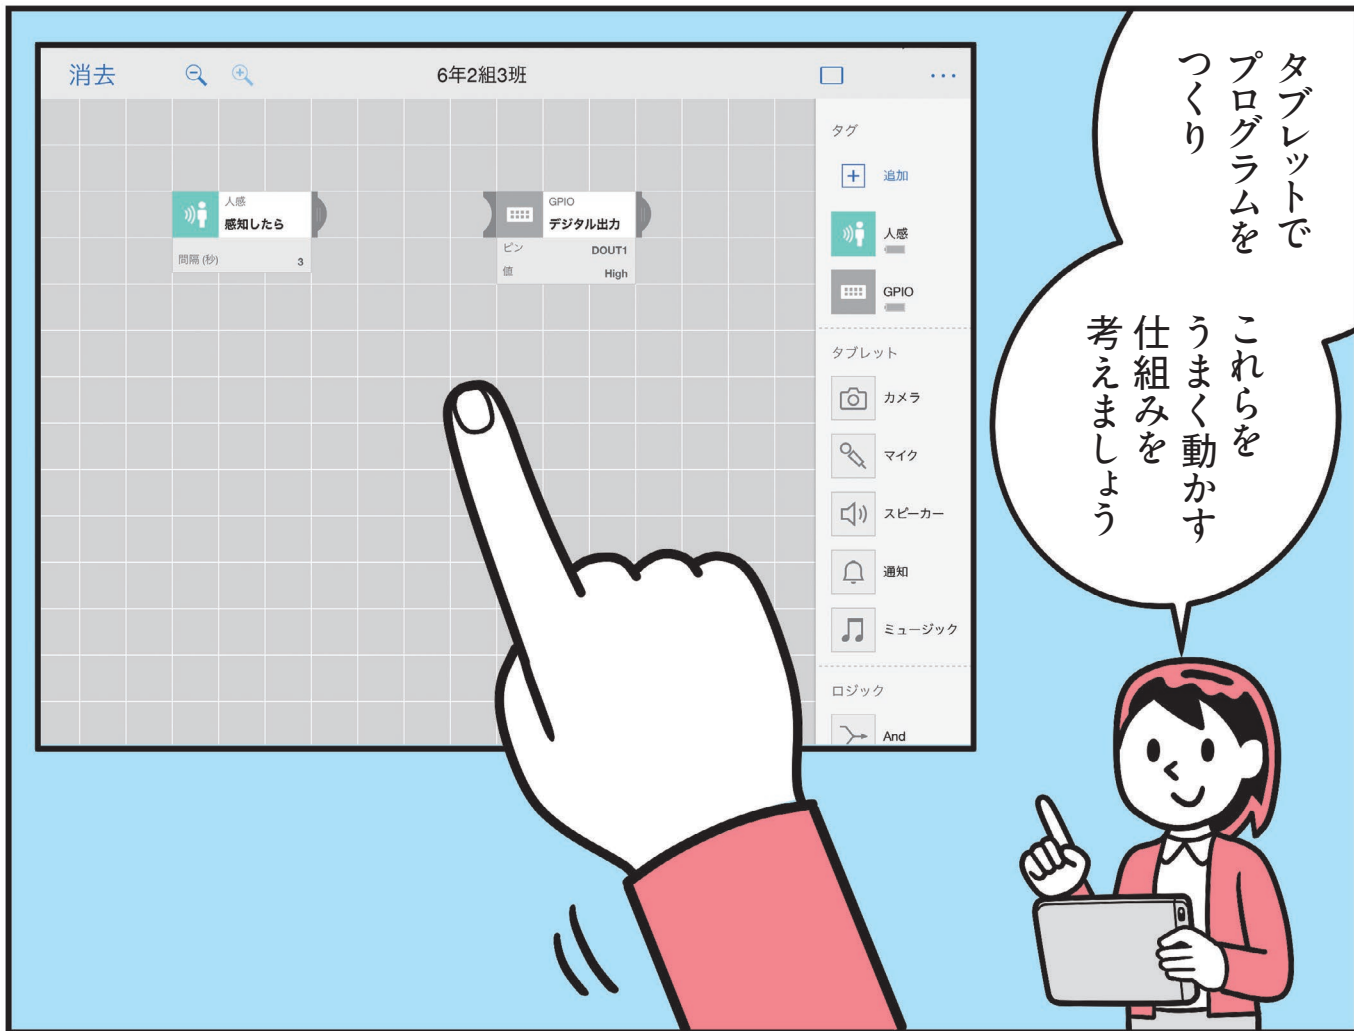 タブレットで
プログラムを
つくり
これらを
うまく動かす
仕組みを
考えましょう
消去
6年2組3班
人感
感知したら
間隔 (秒) 3
GPIO
デジタル出力
ピン DOUT1
値 High
タグ
追加
人感
GPIO
タブレット
カメラ
マイク
スピーカー
通知
ミュージック
ロジック
And